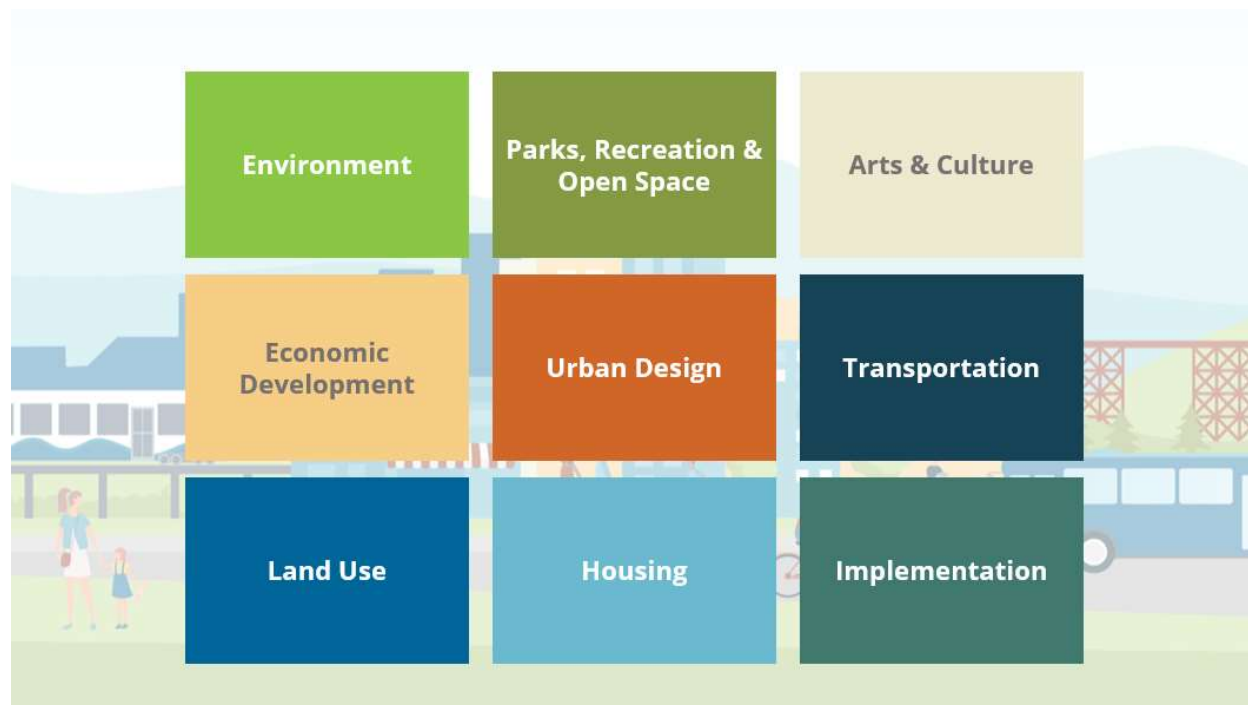 Environment
Parks, Recreation &
Open Space
Arts & Culture
Economic
Development
Urban Design
Transportation
Land Use
Housing
Implementation